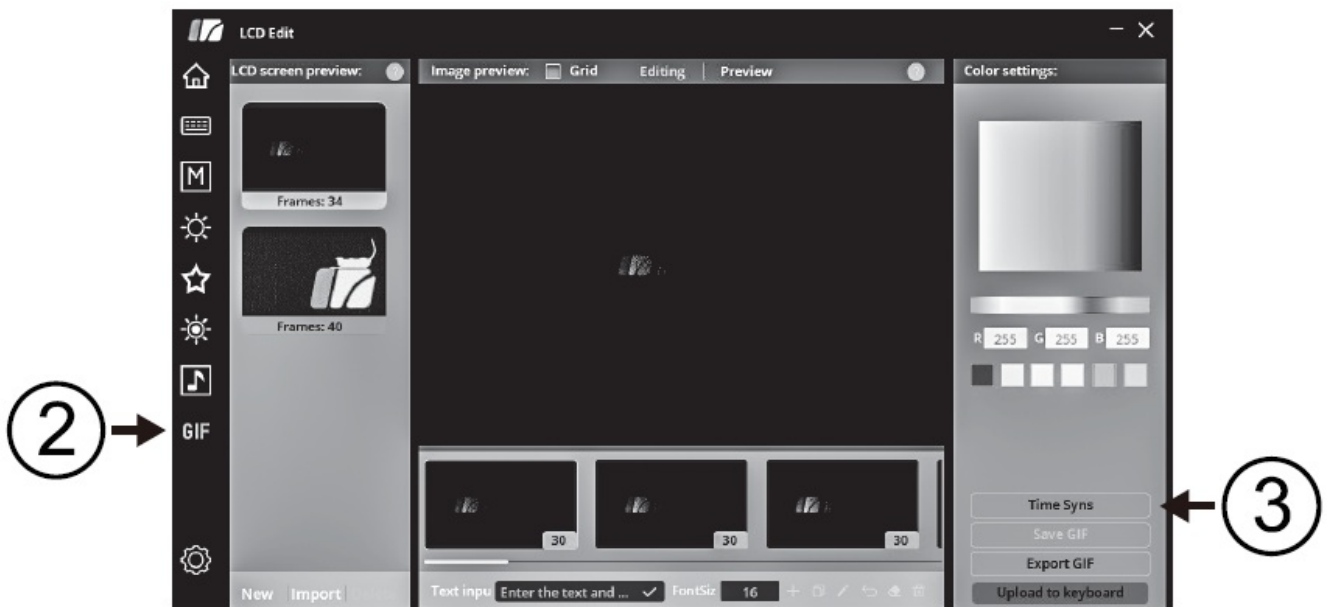 LCD Edit
LCD screen preview: ?
Image preview: Grid Editing Preview ?
Color settings:
M
Frames: 34
Frames: 40
R 255 G 255 B 255
2
GIF
3
Time Syns
Save GIF
Export GIF
Upload to keyboard
30 30 30
New Import
Text inpu Enter the text and ... FontSiz 16